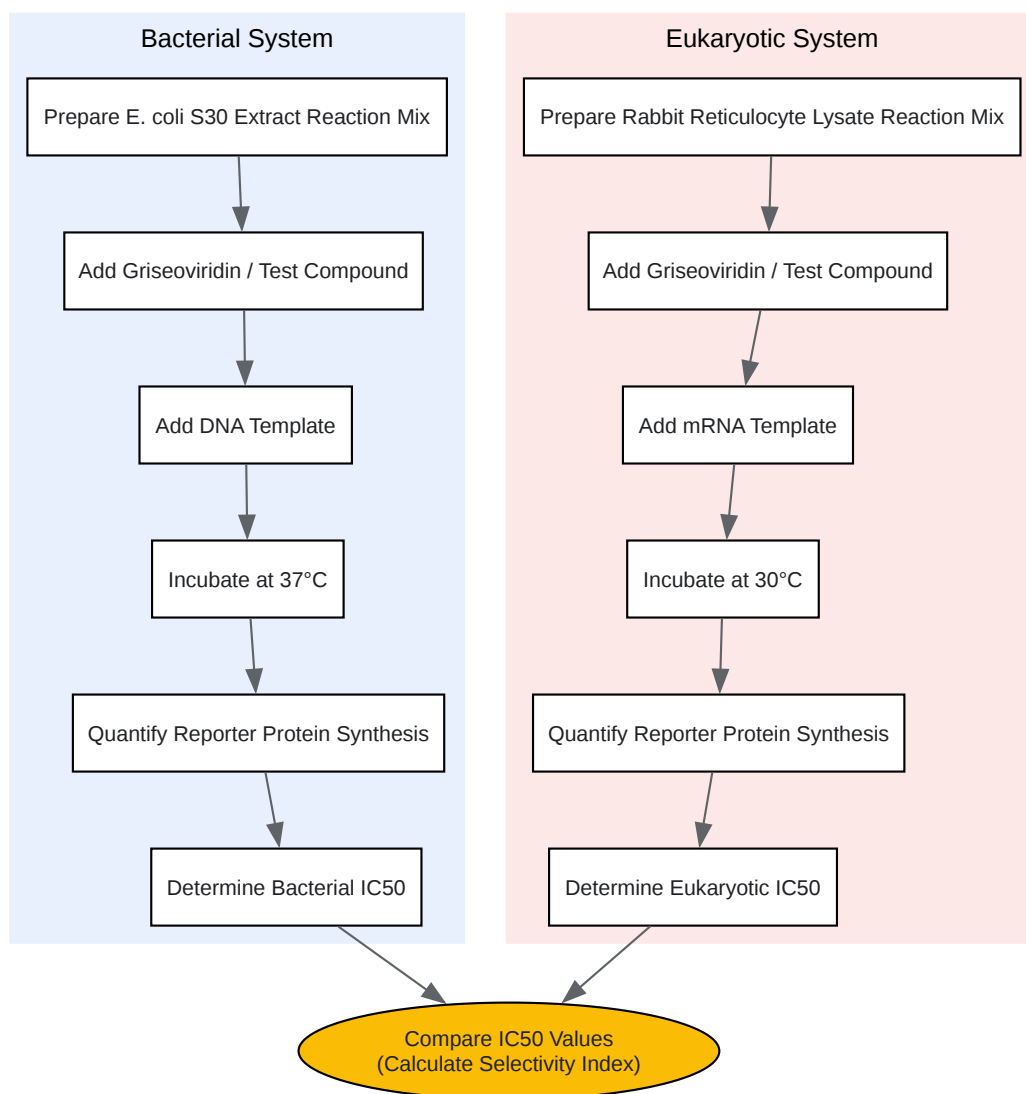 Bacterial System
Prepare E. coli S30 Extract Reaction Mix
Add Griseoviridin / Test Compound
Add DNA Template
Incubate at 37°C
Quantify Reporter Protein Synthesis
Determine Bacterial IC50
Eukaryotic System
Prepare Rabbit Reticulocyte Lysate Reaction Mix
Add Griseoviridin / Test Compound
Add mRNA Template
Incubate at 30°C
Quantify Reporter Protein Synthesis
Determine Eukaryotic IC50
Compare IC50 Values
(Calculate Selectivity Index)